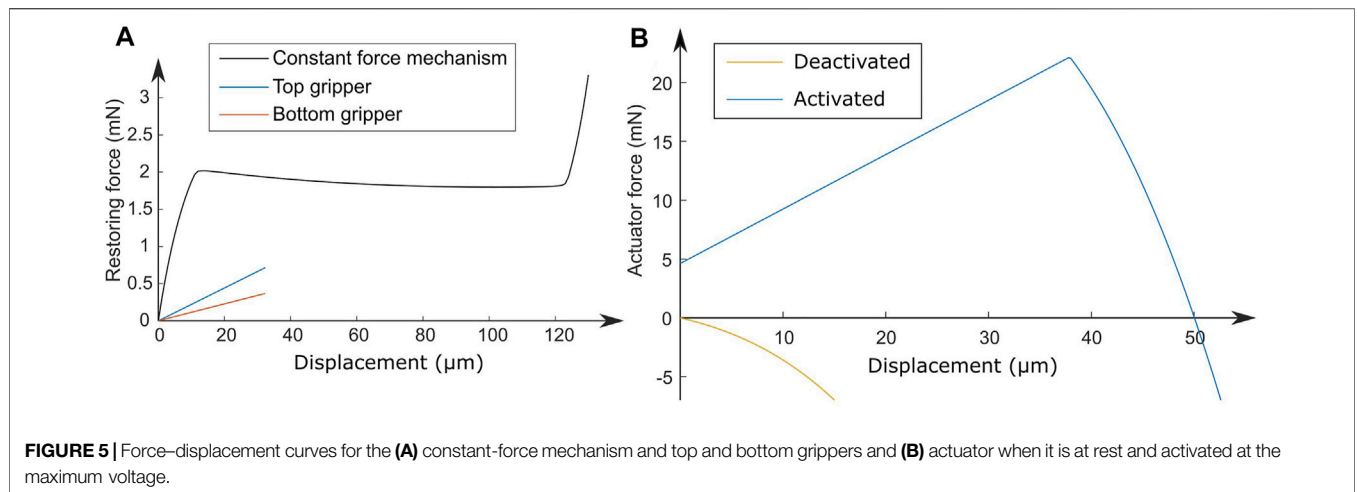 A
Constant force mechanism
Top gripper
Bottom gripper
Restoring force (mN)
3
2.5
2
1.5
1
0.5
0
0 20 40 60 80 100 120
Displacement (μm)
B
Deactivated
Activated
Actuator force (mN)
20
15
10
5
0
-5
10 20 30 40 50
Displacement (μm)
FIGURE 5 | Force–displacement curves for the (A) constant-force mechanism and top and bottom grippers and (B) actuator when it is at rest and activated at the
maximum voltage.